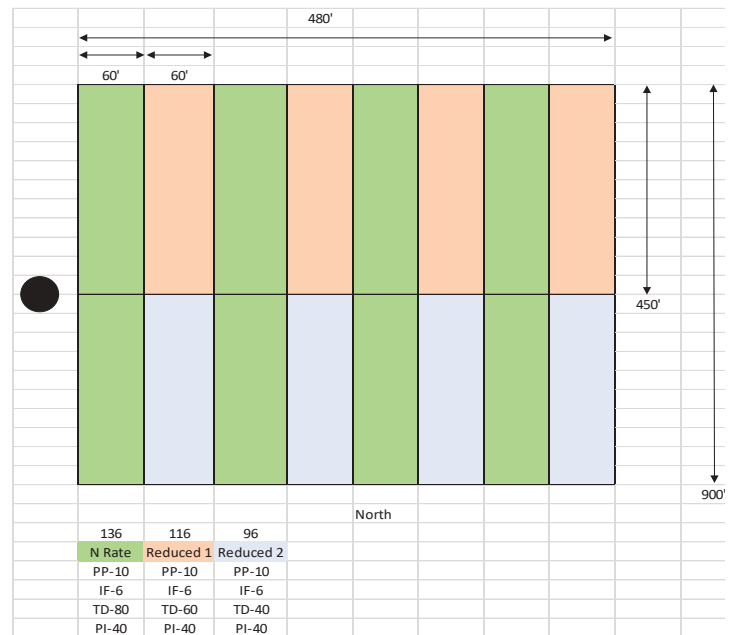 480'
60' 60'
450'
900'
North
136 116 96
N Rate Reduced 1 Reduced 2
PP-10 PP-10 PP-10
IF-6 IF-6 IF-6
TD-80 TD-60 TD-40
PI-40 PI-40 PI-40